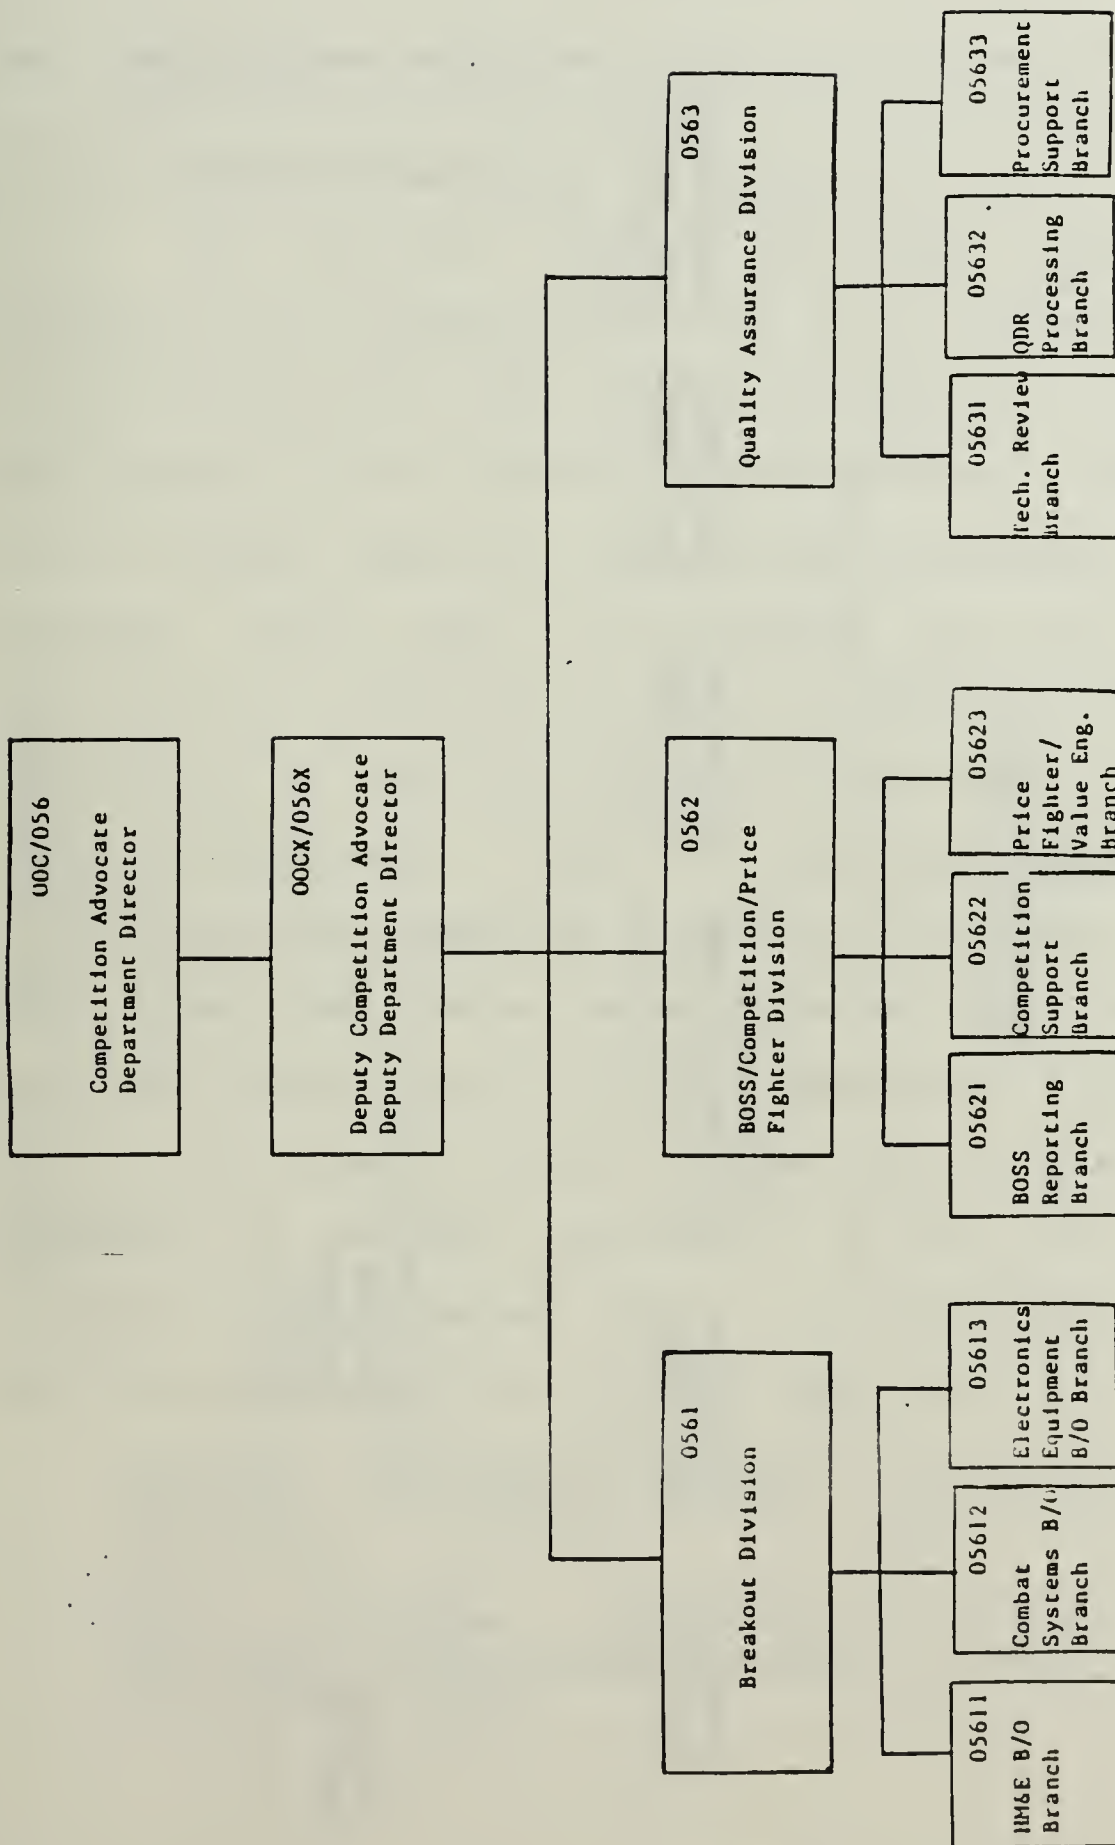 00C/056
Competition Advocate
Department Director
00CX/056X
Deputy Competition Advocate
Deputy Department Director
0561
Breakout Division
0562
BOSS/Competition/Price
Fighter Division
0563
Quality Assurance Division
05611
HM&E B/O
Branch
05612
Combat
Systems B/O
Branch
05613
Electronics
Equipment
B/O Branch
05621
BOSS
Reporting
Branch
05622
Competition
Support
Branch
05623
Price
Fighter/
Value Eng.
Branch
05631
Tech. Review
Branch
05632
QDR
Processing
Branch
05633
Procurement
Support
Branch